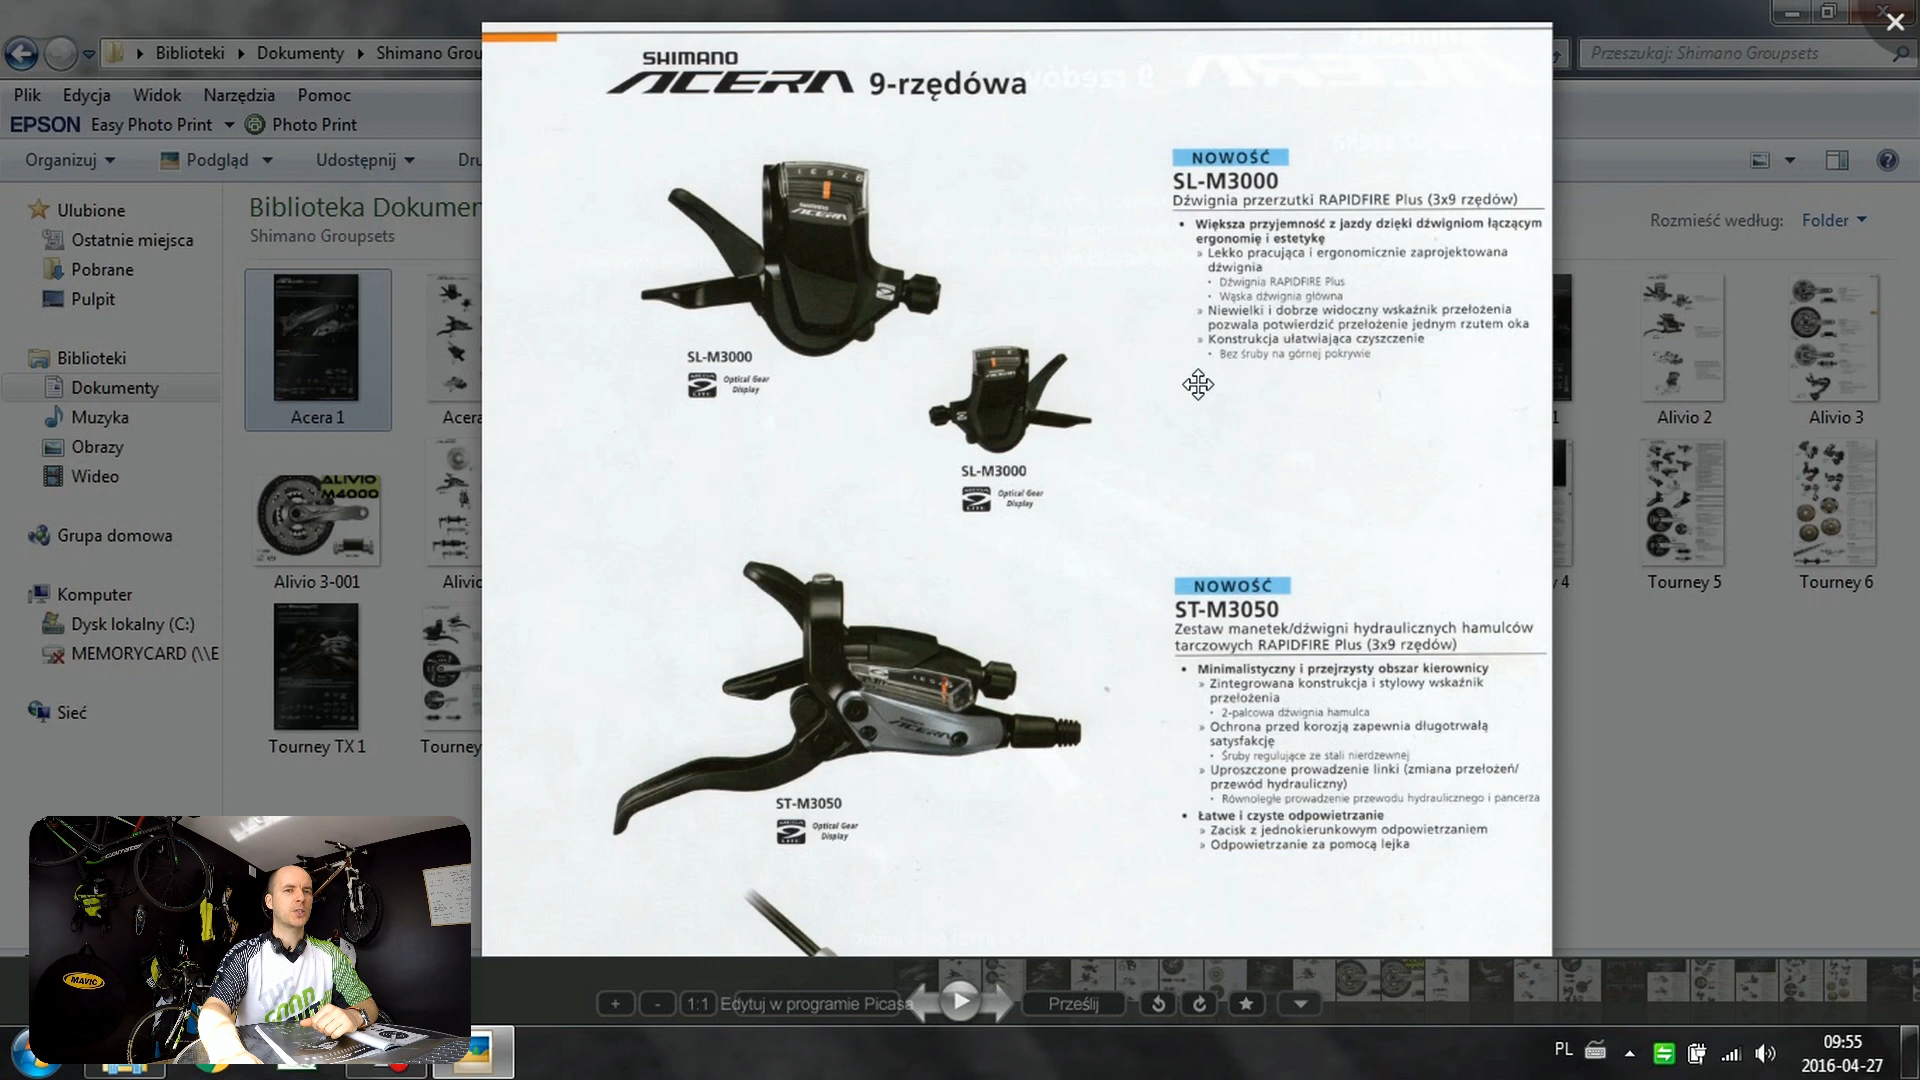 Biblioteki
Dokumenty
Shimano Grou
Przeszukaj: Shimano Groupsets
Plik
Edycja
Widok
Narzędzia
Pomoc
EPSON
Easy Photo Print
Photo Print
Organizuj
Podgląd
Udostępnij
Dru
Ulubione
Ostatnie miejsca
Pobrane
Pulpit
Biblioteki
Dokumenty
Muzyka
Obrazy
Wideo
Grupa domowa
Komputer
Dysk lokalny (C:)
MEMORYCARD (\\E
Sieć
Biblioteka Dokumen
Shimano Groupsets
Rozmieść według:
Folder
Acera 1
Acera
Alivio 2
Alivio 3
ALIVIO
M4000
Alivio 3-001
Alivio
4
Tourney 5
Tourney 6
Tourney TX 1
Tourney
SHIMANO
ACERA
9-rzędówa
SL-M3000
Optical Gear
Display
SL-M3000
Optical Gear
Display
NOWOŚĆ
SL-M3000
Dźwignia przerzutki RAPIDFIRE Plus (3x9 rzędów)
• Większa przyjemność z jazdy dzięki dźwigniom łączącym
ergonomię i estetykę
» Lekko pracująca i ergonomicznie zaprojektowana
dźwignia
• Dźwignia RAPIDFIRE Plus
• Wąska dźwignia główna
» Niewielki i dobrze widoczny wskaźnik przełożenia
pozwala potwierdzić przełożenie jednym rzutem oka
» Konstrukcja ułatwiająca czyszczenie
• Bez śruby na górnej pokrywie
ST-M3050
Optical Gear
Display
NOWOŚĆ
ST-M3050
Zestaw manetek/dźwigni hydraulicznych hamulców
tarczowych RAPIDFIRE Plus (3x9 rzędów)
• Minimalistyczny i przejrzysty obszar kierownicy
» Zintegrowana konstrukcja i stylowy wskaźnik
przełożenia
• 2-palcowa dźwignia hamulca
» Ochrona przed korozją zapewnia długotrwałą
satysfakcję
• Śruby regulujące ze stali nierdzewnej
» Uproszczone prowadzenie linki (zmiana przełożeń/
przewód hydrauliczny)
• Równoległe prowadzenie przewodu hydraulicznego i pancerza
• Łatwe i czyste odpowietrzanie
» Zacisk z jednokierunkowym odpowietrzaniem
» Odpowietrzanie za pomocą lejka
MAVIC
+
-
1:1
Edytuj w programie Picasa
Prześlij
PL
09:55
2016-04-27